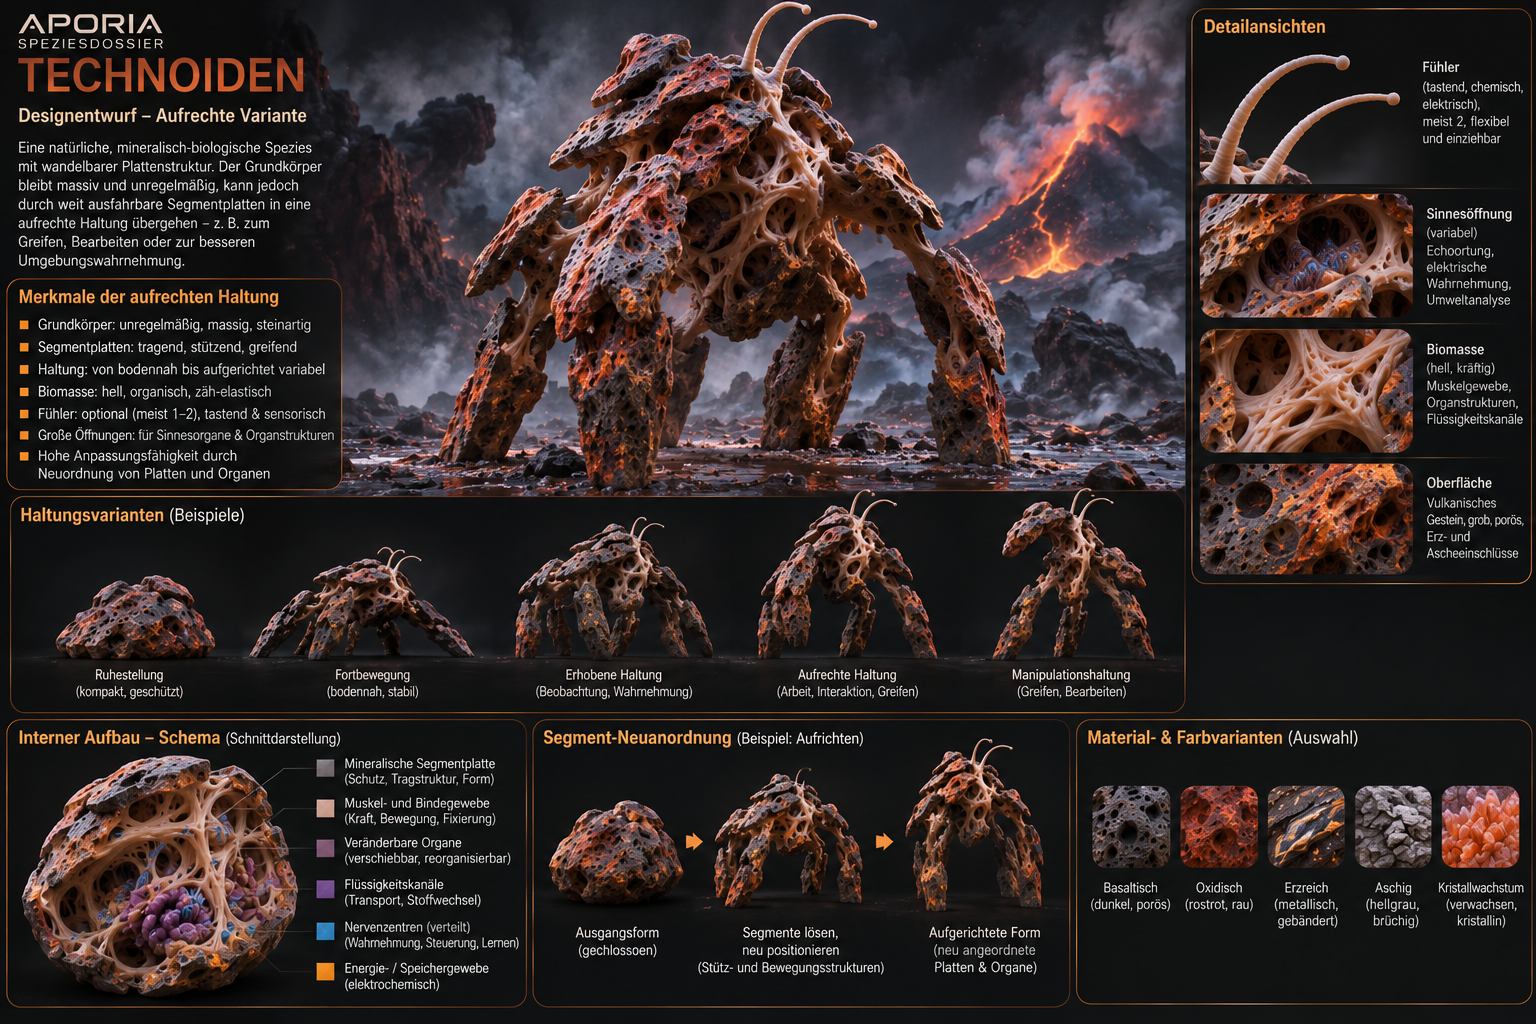 APORIA
SPEZIESDOSSIER
TECHNOIDEN
Designentwurf – Aufrechte Variante
Eine natürliche, mineralisch-biologische Spezies
mit wandelbarer Plattenstruktur. Der Grundkörper
bleibt massiv und unregelmäßig, kann jedoch
durch weit ausfahrbare Segmentplatten in eine
aufrechte Haltung übergehen – z. B. zum
Greifen, Bearbeiten oder zur besseren
Umgebungswahrnehmung.
Merkmale der aufrechten Haltung
Grundkörper: unregelmäßig, massig, steinartig
Segmentplatten: tragend, stützend, greifend
Haltung: von bodennah bis aufgerichtet variabel
Biomasse: hell, organisch, zäh-elastisch
Fühler: optional (meist 1–2), tastend & sensorisch
Große Öffnungen: für Sinnesorgane & Organstrukturen
Hohe Anpassungsfähigkeit durch
Neuordnung von Platten und Organen
Detailansichten
Fühler
(tastend, chemisch,
elektrisch),
meist 2, flexibel
und einziehbar
Sinnesöffnung
(variabel)
Echoortung,
elektrische
Wahrnehmung,
Umweltanalyse
Biomasse
(hell, kräftig)
Muskelgewebe,
Organstrukturen,
Flüssigkeitskanäle
Oberfläche
Vulkanisches
Gestein, grob, porös,
Erz- und
Ascheeinschlüsse
Haltungsvarianten (Beispiele)
Ruhestellung
(kompakt, geschützt)
Fortbewegung
(bodennah, stabil)
Erhobene Haltung
(Beobachtung, Wahrnehmung)
Aufrechte Haltung
(Arbeit, Interaktion, Greifen)
Manipulationshaltung
(Greifen, Bearbeiten)
Interner Aufbau – Schema (Schnittdarstellung)
Mineralische Segmentplatte
(Schutz, Tragstruktur, Form)
Muskel- und Bindegewebe
(Kraft, Bewegung, Fixierung)
Veränderbare Organe
(verschiebbar, reorganisierbar)
Flüssigkeitskanäle
(Transport, Stoffwechsel)
Nervenzentren (verteilt)
(Wahrnehmung, Steuerung, Lernen)
Energie- / Speichergewebe
(elektrochemisch)
Segment-Neuanordnung (Beispiel: Aufrichten)
Ausgangsform
(gechlossoen)
Segmente lösen,
neu positionieren
(Stütz- und Bewegungsstrukturen)
Aufgerichtete Form
(neu angeordnete
Platten & Organe)
Material- & Farbvarianten (Auswahl)
Basaltisch
(dunkel, porös)
Oxidisch
(rostrot, rau)
Erzreich
(metallisch,
gebändert)
Aschig
(hellgrau,
brüchig)
Kristallwachstum
(verwachsen,
kristallin)